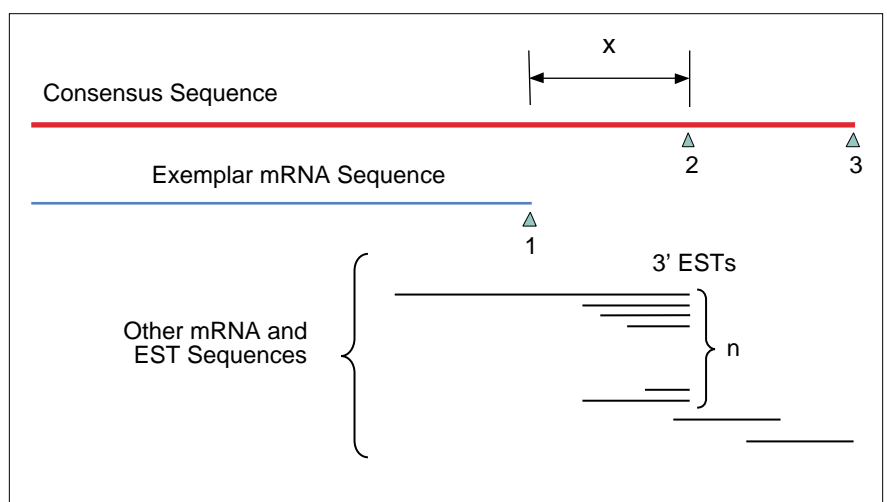 x
Consensus Sequence
2
3
Exemplar mRNA Sequence
1
3’ ESTs
Other mRNA and
EST Sequences
n